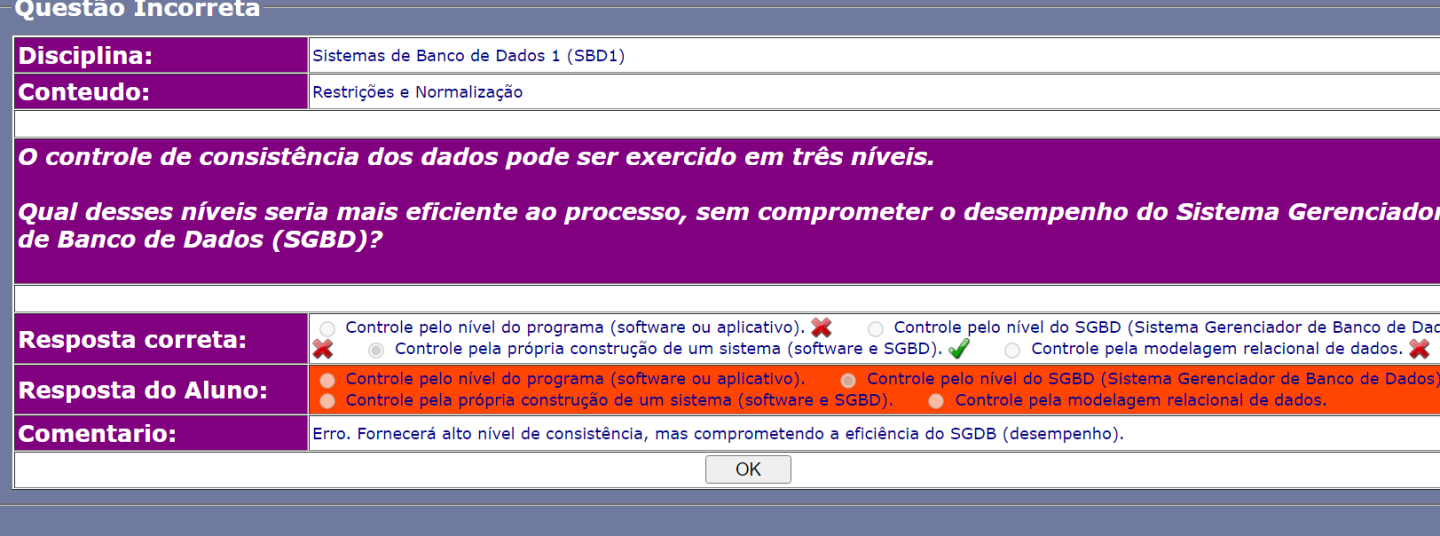 Questão Incorreta
Disciplina: Sistemas de Banco de Dados 1 (SBD1)
Conteudo: Restrições e Normalização
O controle de consistência dos dados pode ser exercido em três níveis.
Qual desses níveis seria mais eficiente ao processo, sem comprometer o desempenho do Sistema Gerenciador
de Banco de Dados (SGBD)?
Resposta correta:
Controle pelo nível do programa (software ou aplicativo). Controle pelo nível do SGBD (Sistema Gerenciador de Banco de Dad
Controle pela própria construção de um sistema (software e SGBD). Controle pela modelagem relacional de dados.
Resposta do Aluno:
Controle pelo nível do programa (software ou aplicativo). Controle pelo nível do SGBD (Sistema Gerenciador de Banco de Dados)
Controle pela própria construção de um sistema (software e SGBD). Controle pela modelagem relacional de dados.
Comentario: Erro. Fornecerá alto nível de consistência, mas comprometendo a eficiência do SGDB (desempenho).
OK